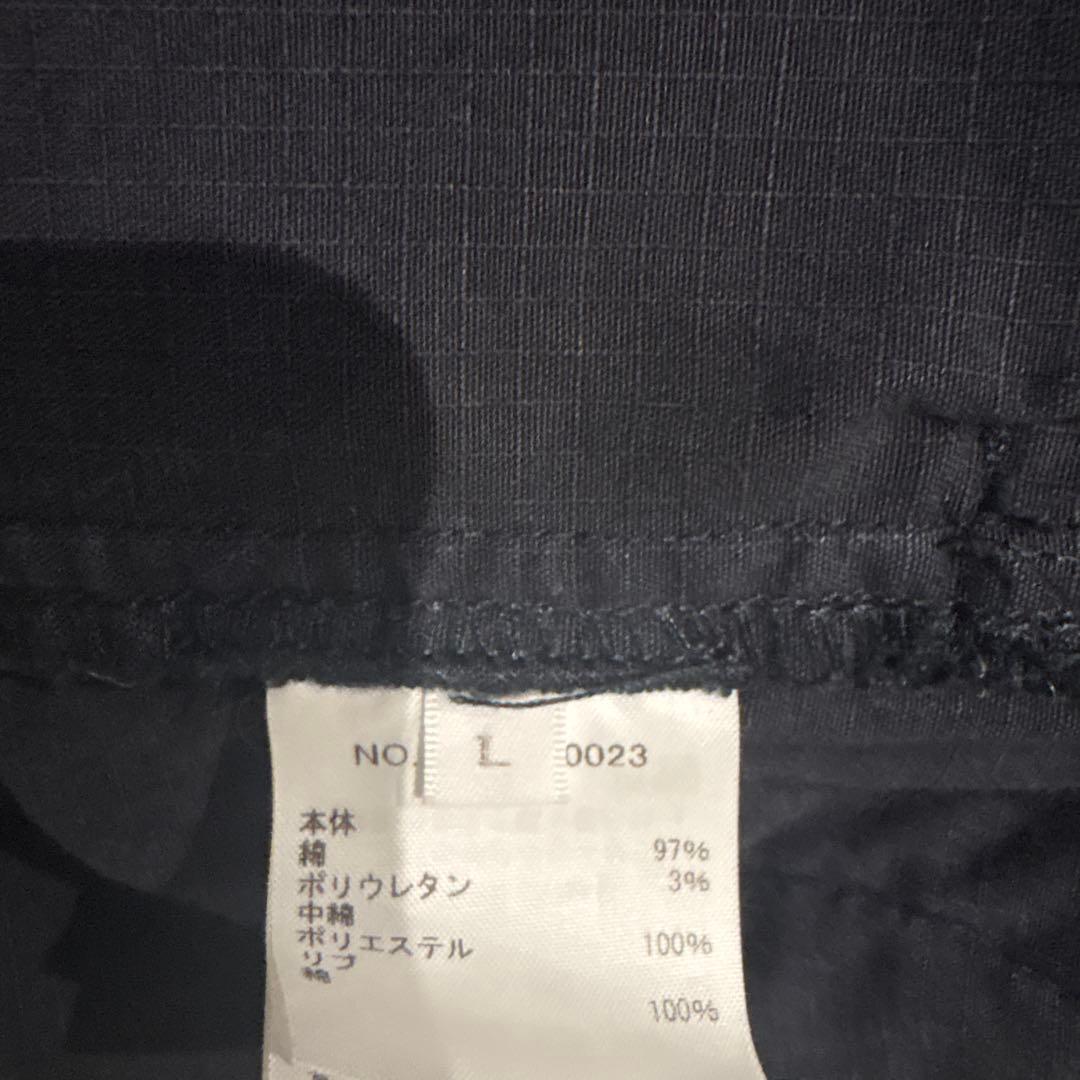 NO. L 0023
本体
綿 97%
ポリウレタン 3%
中綿
ポリエステル 100%
リブ
綿 100%